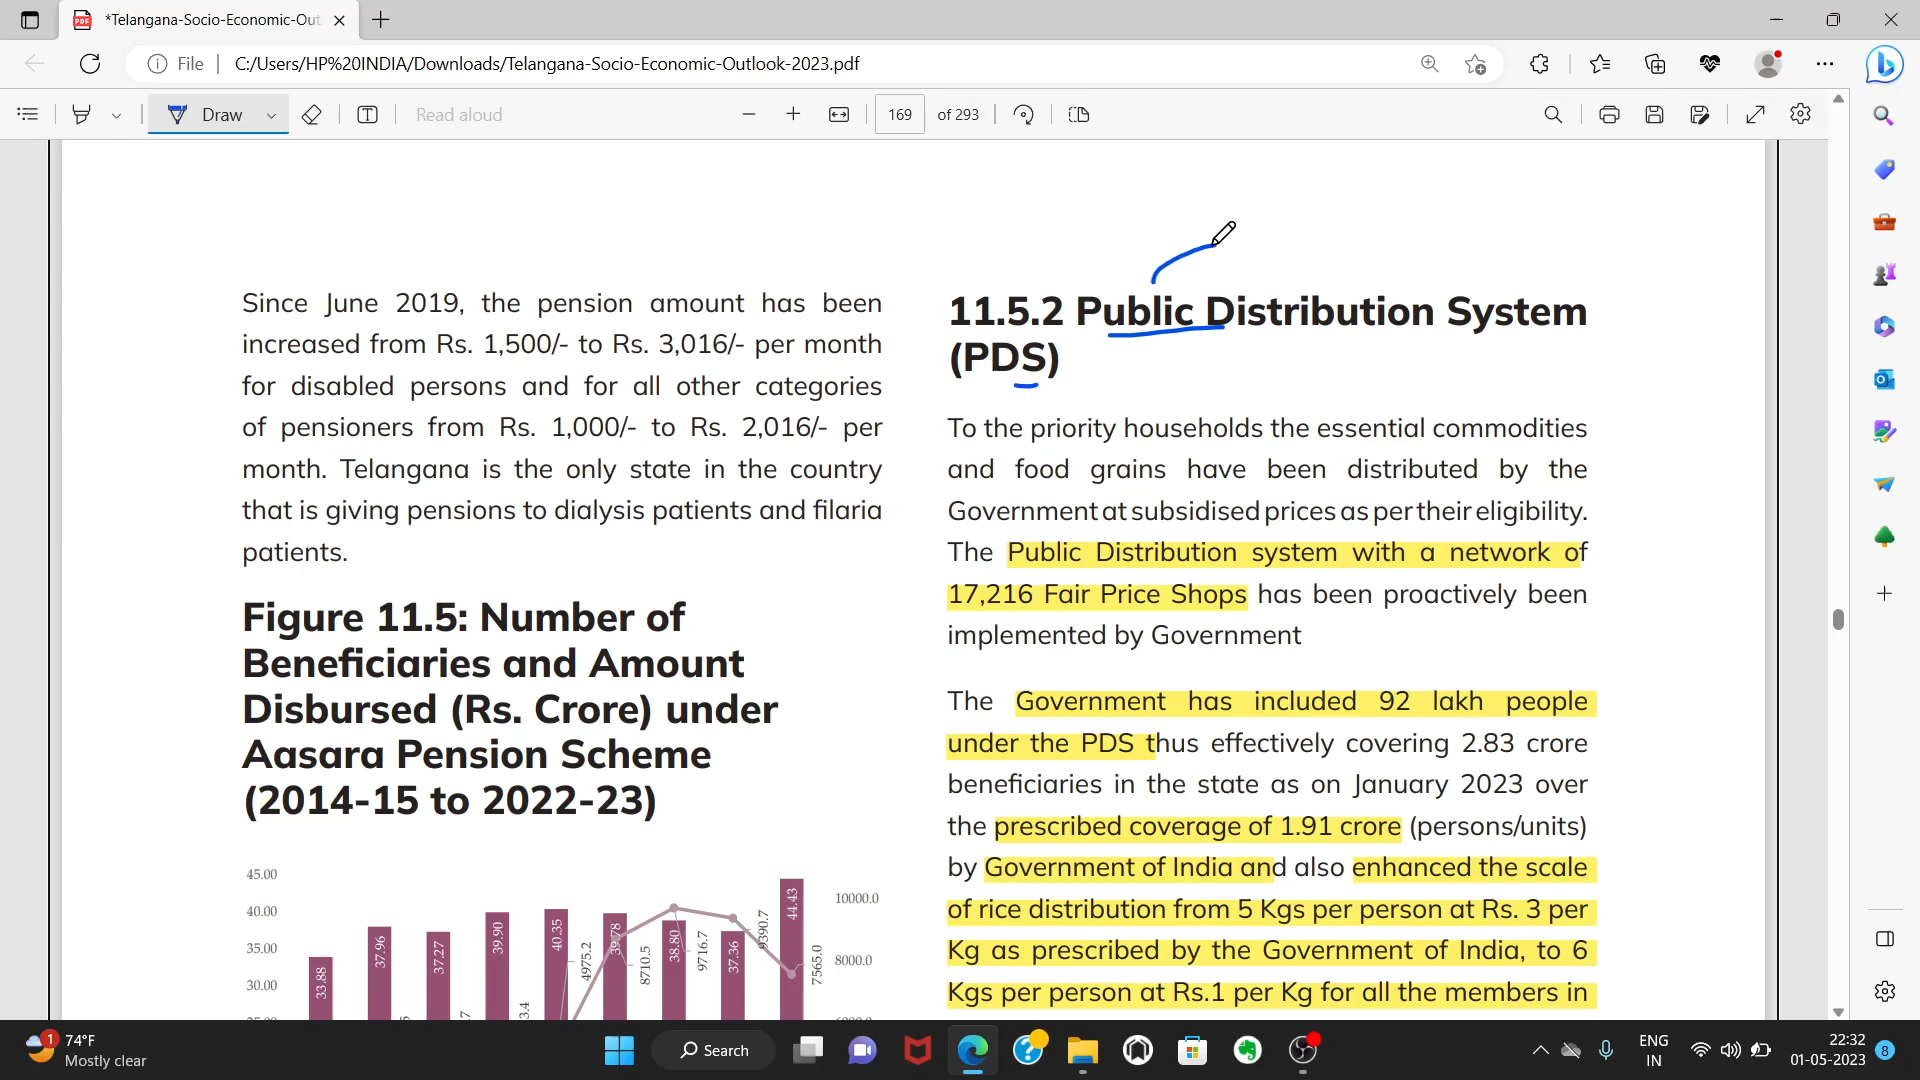 *Telangana-Socio-Economic-Out
File
C:/Users/HP%20INDIA/Downloads/Telangana-Socio-Economic-Outlook-2023.pdf
Draw
Read aloud
169
of 293
Since June 2019, the pension amount has been
increased from Rs. 1,500/- to Rs. 3,016/- per month
for disabled persons and for all other categories
of pensioners from Rs. 1,000/- to Rs. 2,016/- per
month. Telangana is the only state in the country
that is giving pensions to dialysis patients and filaria
patients.
Figure 11.5: Number of
Beneficiaries and Amount
Disbursed (Rs. Crore) under
Aasara Pension Scheme
(2014-15 to 2022-23)
45.00
40.00
35.00
30.00
33.88
37.96
37.27
39.90
40.35
39.78
38.80
37.36
44.43
4975.2
8710.5
9716.7
9390.7
7565.0
10000.0
8000.0
11.5.2 Public Distribution System
(PDS)
To the priority households the essential commodities
and food grains have been distributed by the
Government at subsidised prices as per their eligibility.
The Public Distribution system with a network of
17,216 Fair Price Shops has been proactively been
implemented by Government
The Government has included 92 lakh people
under the PDS thus effectively covering 2.83 crore
beneficiaries in the state as on January 2023 over
the prescribed coverage of 1.91 crore (persons/units)
by Government of India and also enhanced the scale
of rice distribution from 5 Kgs per person at Rs. 3 per
Kg as prescribed by the Government of India, to 6
Kgs per person at Rs.1 per Kg for all the members in
1
74°F
Mostly clear
Search
ENG
IN
22:32
01-05-2023
8